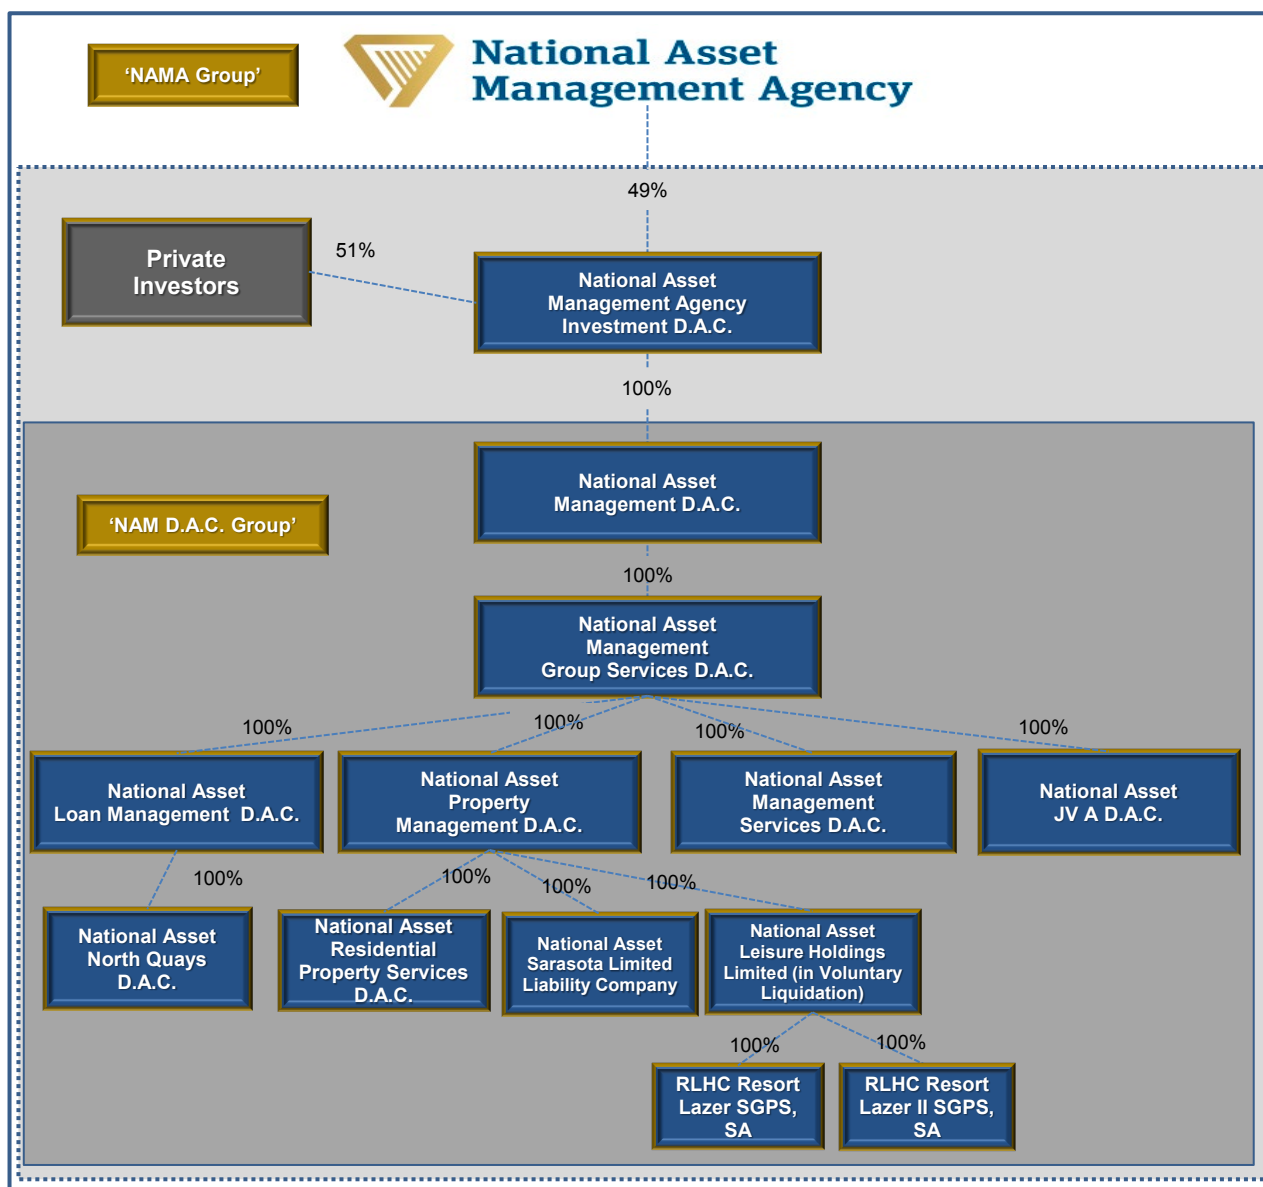 ‘NAMA Group’
National Asset
Management Agency
49%
Private
Investors
51%
National Asset
Management Agency
Investment D.A.C.
100%
National Asset
Management D.A.C.
‘NAM D.A.C. Group’
100%
National Asset
Management
Group Services D.A.C.
100%
100%
100%
100%
National Asset
Loan Management D.A.C.
National Asset
Property
Management D.A.C.
National Asset
Management
Services D.A.C.
National Asset
JV A D.A.C.
100%
100%
100%
100%
National Asset
North Quays
D.A.C.
National Asset
Residential
Property Services
D.A.C.
National Asset
Sarasota Limited
Liability Company
National Asset
Leisure Holdings
Limited (in Voluntary
Liquidation)
100%
100%
RLHC Resort
Lazer SGPS,
SA
RLHC Resort
Lazer II SGPS,
SA